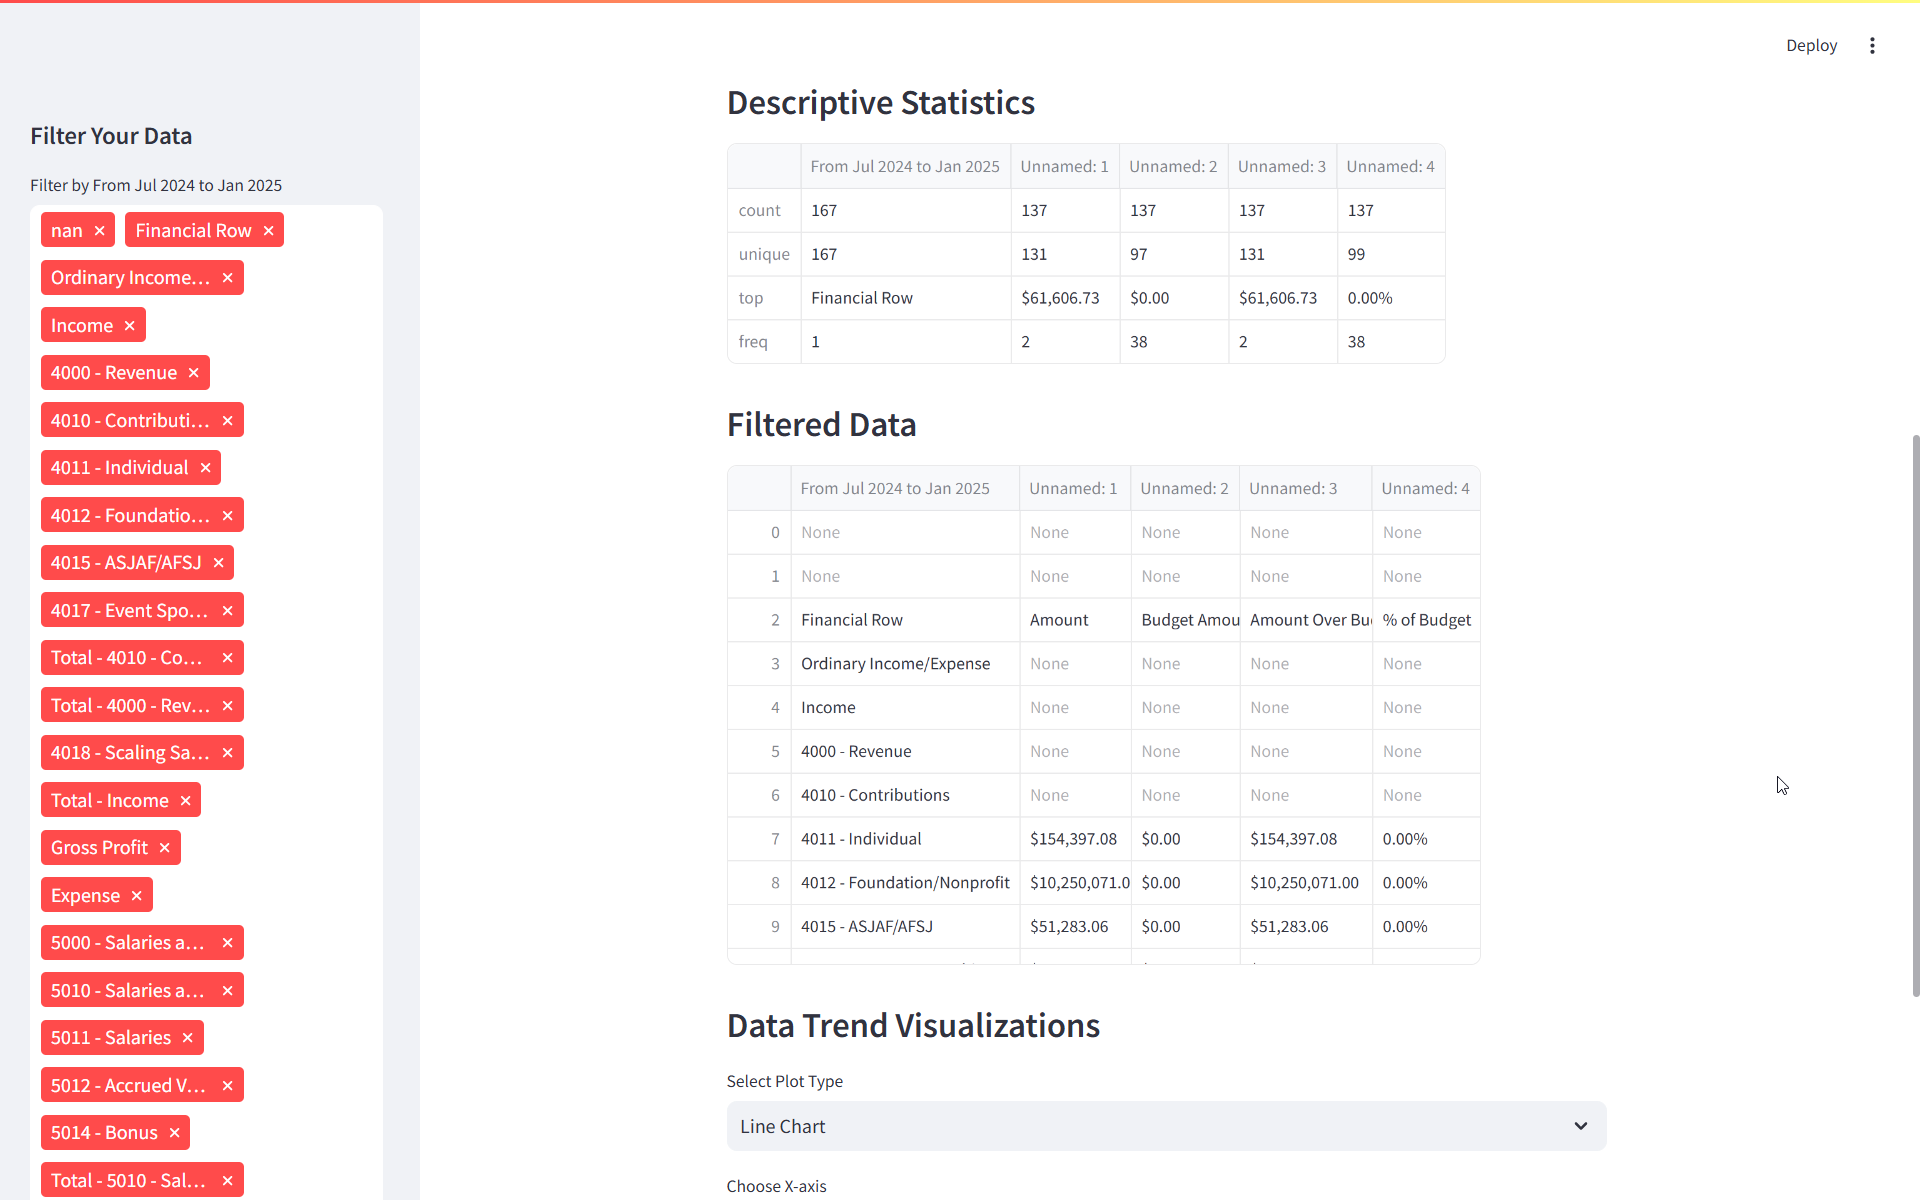 Deploy
Filter Your Data
Filter by From Jul 2024 to Jan 2025
nan × Financial Row ×
Ordinary Income... ×
Income ×
4000 - Revenue ×
4010 - Contributi... ×
4011 - Individual ×
4012 - Foundatio... ×
4015 - ASJAF/AFSJ ×
4017 - Event Spo... ×
Total - 4010 - Co... ×
Total - 4000 - Rev... ×
4018 - Scaling Sa... ×
Total - Income ×
Gross Profit ×
Expense ×
5000 - Salaries a... ×
5010 - Salaries a... ×
5011 - Salaries ×
5012 - Accrued V... ×
5014 - Bonus ×
Total - 5010 - Sal... ×
Descriptive Statistics
From Jul 2024 to Jan 2025 Unnamed: 1 Unnamed: 2 Unnamed: 3 Unnamed: 4
count 167 137 137 137 137
unique 167 131 97 131 99
top Financial Row $61,606.73 $0.00 $61,606.73 0.00%
freq 1 2 38 2 38
Filtered Data
From Jul 2024 to Jan 2025 Unnamed: 1 Unnamed: 2 Unnamed: 3 Unnamed: 4
0 None None None None None
1 None None None None None
2 Financial Row Amount Budget Amou Amount Over Bu % of Budget
3 Ordinary Income/Expense None None None None
4 Income None None None None
5 4000 - Revenue None None None None
6 4010 - Contributions None None None None
7 4011 - Individual $154,397.08 $0.00 $154,397.08 0.00%
8 4012 - Foundation/Nonprofit $10,250,071.0 $0.00 $10,250,071.00 0.00%
9 4015 - ASJAF/AFSJ $51,283.06 $0.00 $51,283.06 0.00%
Data Trend Visualizations
Select Plot Type
Line Chart
Choose X-axis